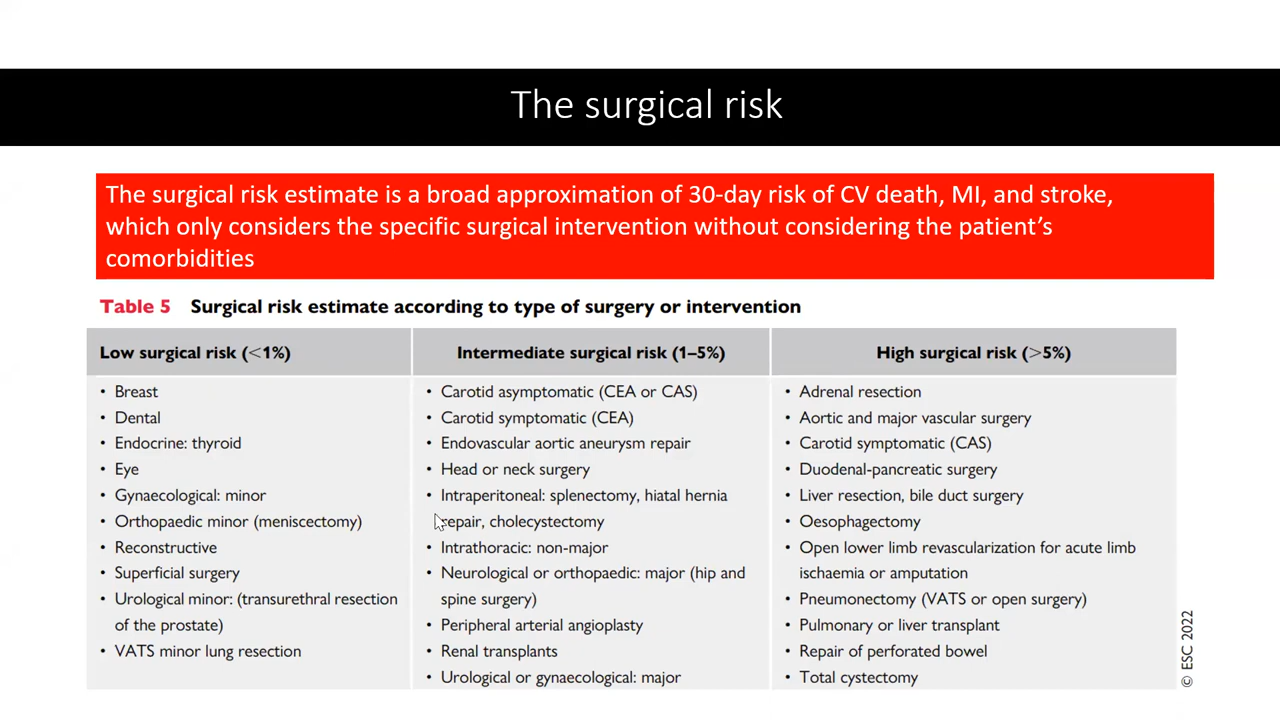 The surgical risk
The surgical risk estimate is a broad approximation of 30-day risk of CV death, MI, and stroke,
which only considers the specific surgical intervention without considering the patient's
comorbidities
Table 5 Surgical risk estimate according to type of surgery or intervention
Low surgical risk (<1%)
• Breast
• Dental
• Endocrine: thyroid
• Eye
• Gynaecological: minor
• Orthopaedic minor (meniscectomy)
• Reconstructive
• Superficial surgery
• Urological minor: (transurethral resection
of the prostate)
• VATS minor lung resection
Intermediate surgical risk (1–5%)
• Carotid asymptomatic (CEA or CAS)
• Carotid symptomatic (CEA)
• Endovascular aortic aneurysm repair
• Head or neck surgery
• Intraperitoneal: splenectomy, hiatal hernia
repair, cholecystectomy
• Intrathoracic: non-major
• Neurological or orthopaedic: major (hip and
spine surgery)
• Peripheral arterial angioplasty
• Renal transplants
• Urological or gynaecological: major
High surgical risk (>5%)
• Adrenal resection
• Aortic and major vascular surgery
• Carotid symptomatic (CAS)
• Duodenal-pancreatic surgery
• Liver resection, bile duct surgery
• Oesophagectomy
• Open lower limb revascularization for acute limb
ischaemia or amputation
• Pneumonectomy (VATS or open surgery)
• Pulmonary or liver transplant
• Repair of perforated bowel
• Total cystectomy
© ESC 2022